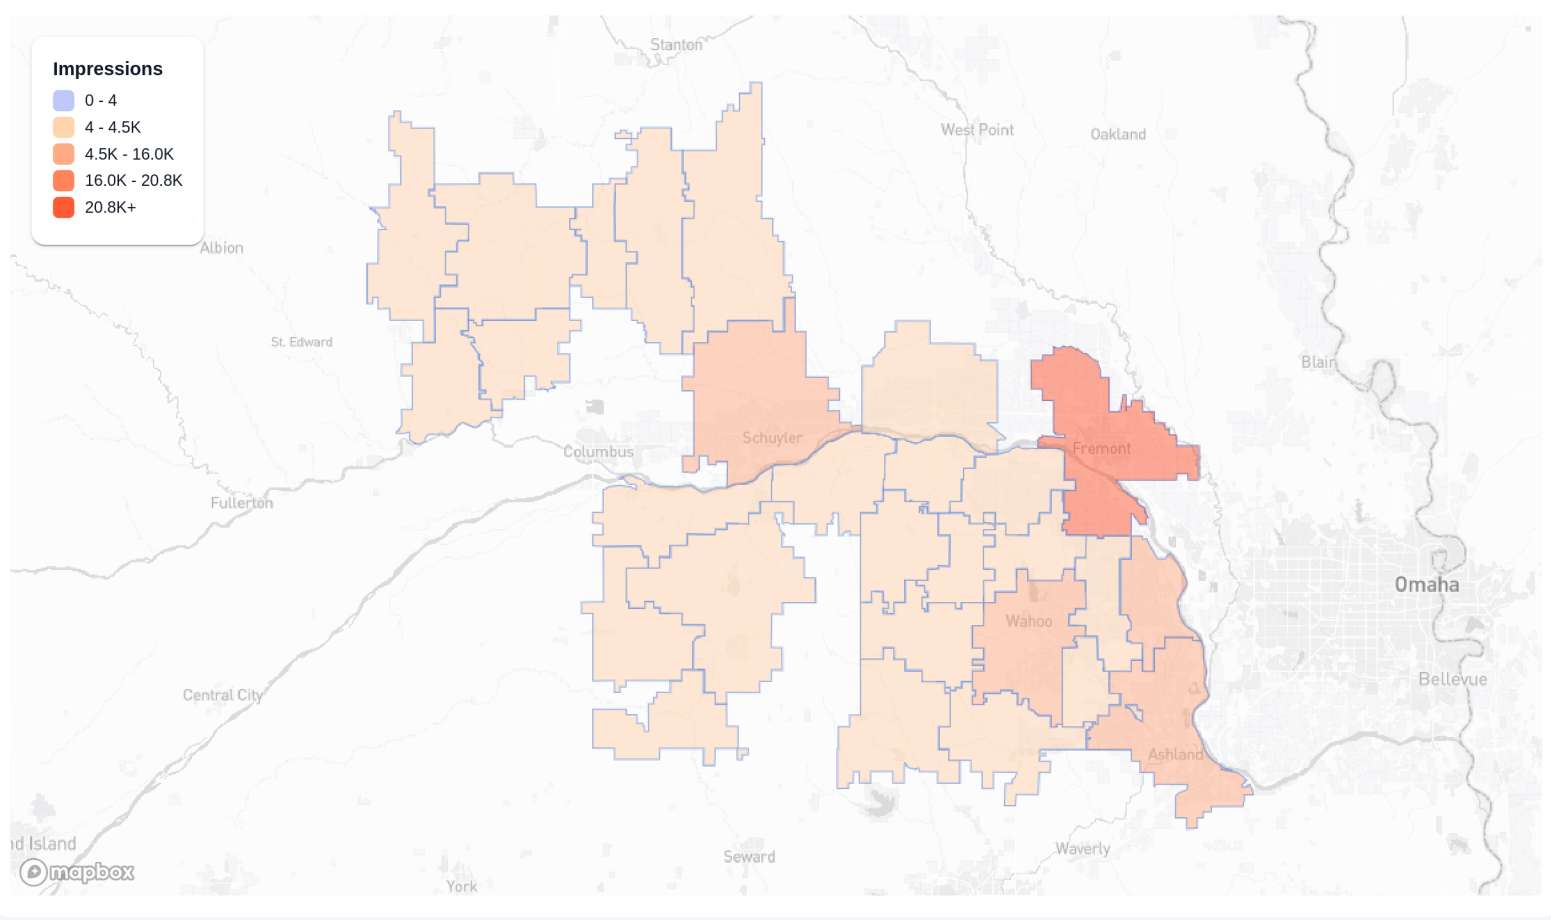 Impressions
0 - 4
4 - 4.5K
4.5K - 16.0K
16.0K - 20.8K
20.8K+
Stanton
West Point
Oakland
Albion
St. Edward
Blair
Schuyler
Columbus
Fremont
Fullerton
Omaha
Wahoo
Bellevue
Central City
Ashland
nd Island
Waverly
Seward
York
mapbox